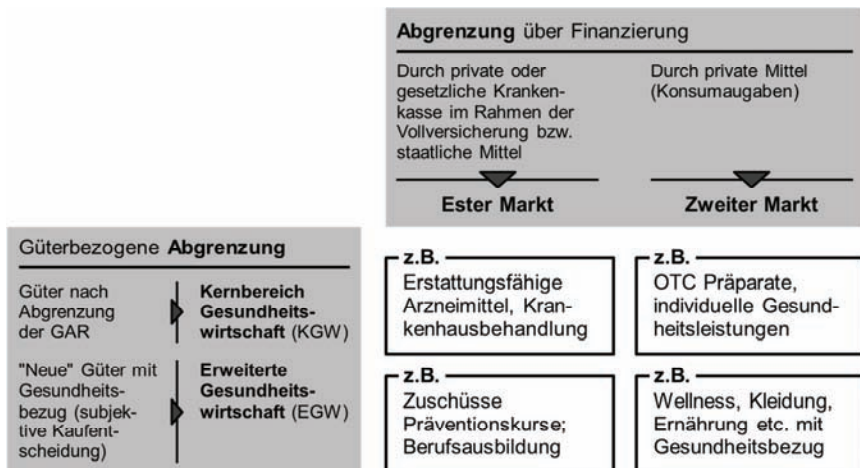 Abgrenzung über Finanzierung
Durch private oder
gesetzliche Kranken-
kasse im Rahmen der
Vollversicherung bzw.
staatliche Mittel
Durch private Mittel
(Konsumaugaben)
Ester Markt
Zweiter Markt
Güterbezogene Abgrenzung
Güter nach
Abgrenzung
der GAR
Kernbereich
Gesundheits-
wirtschaft (KGW)
z.B.
Erstattungsfähige
Arzneimittel, Kran-
kenhausbehandlung
z.B.
OTC Präparate,
individuelle Gesund-
heitsleistungen
"Neue" Güter mit
Gesundheits-
bezug (subjek-
tive Kaufent-
scheidung)
Erweiterte
Gesundheits-
wirtschaft (EGW)
z.B.
Zuschüsse
Präventionskurse;
Berufsausbildung
z.B.
Wellness, Kleidung,
Ernährung etc. mit
Gesundheitsbezug